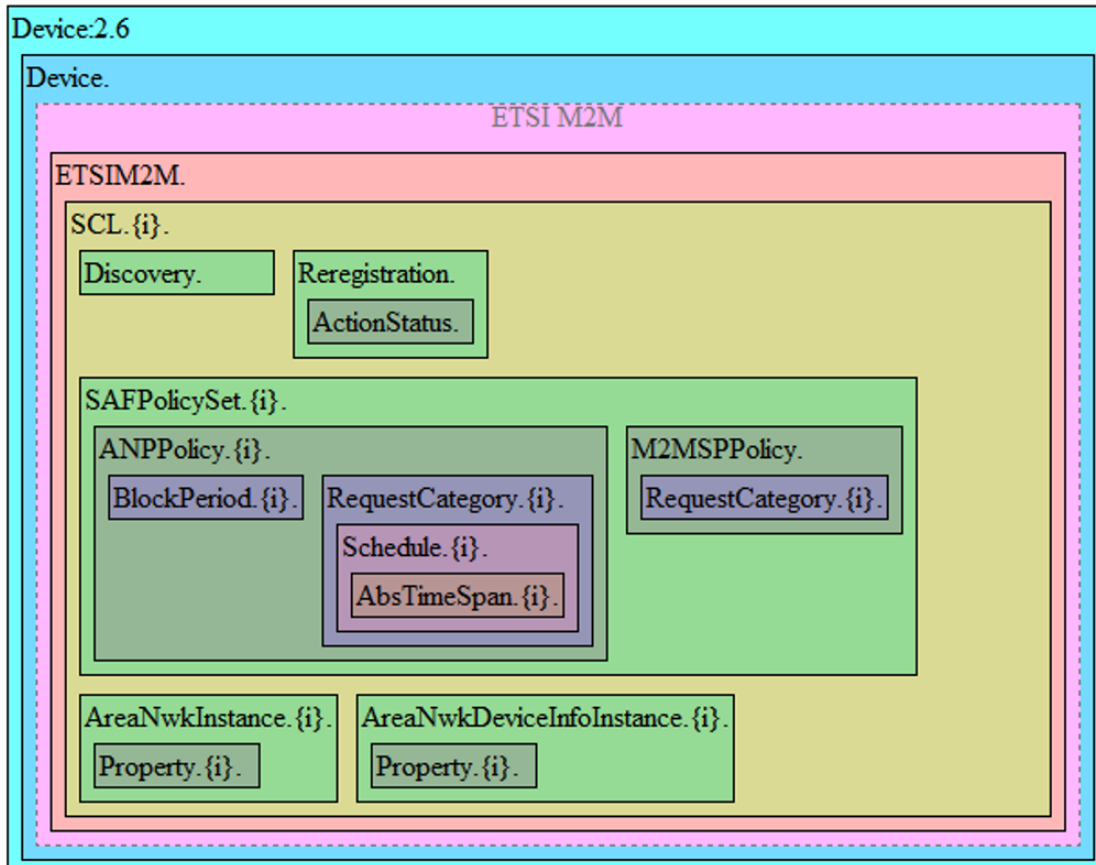 Device:2.6
Device.
ETSI M2M
ETSIM2M.
SCL.{i}.
Discovery.
Reregistration.
ActionStatus.
SAFPolicySet.{i}.
ANPPolicy.{i}.
BlockPeriod.{i}.
RequestCategory.{i}.
Schedule.{i}.
AbsTimeSpan.{i}.
M2MSPPolicy.
RequestCategory.{i}.
AreaNwkInstance.{i}.
Property.{i}.
AreaNwkDeviceInfoInstance.{i}.
Property.{i}.